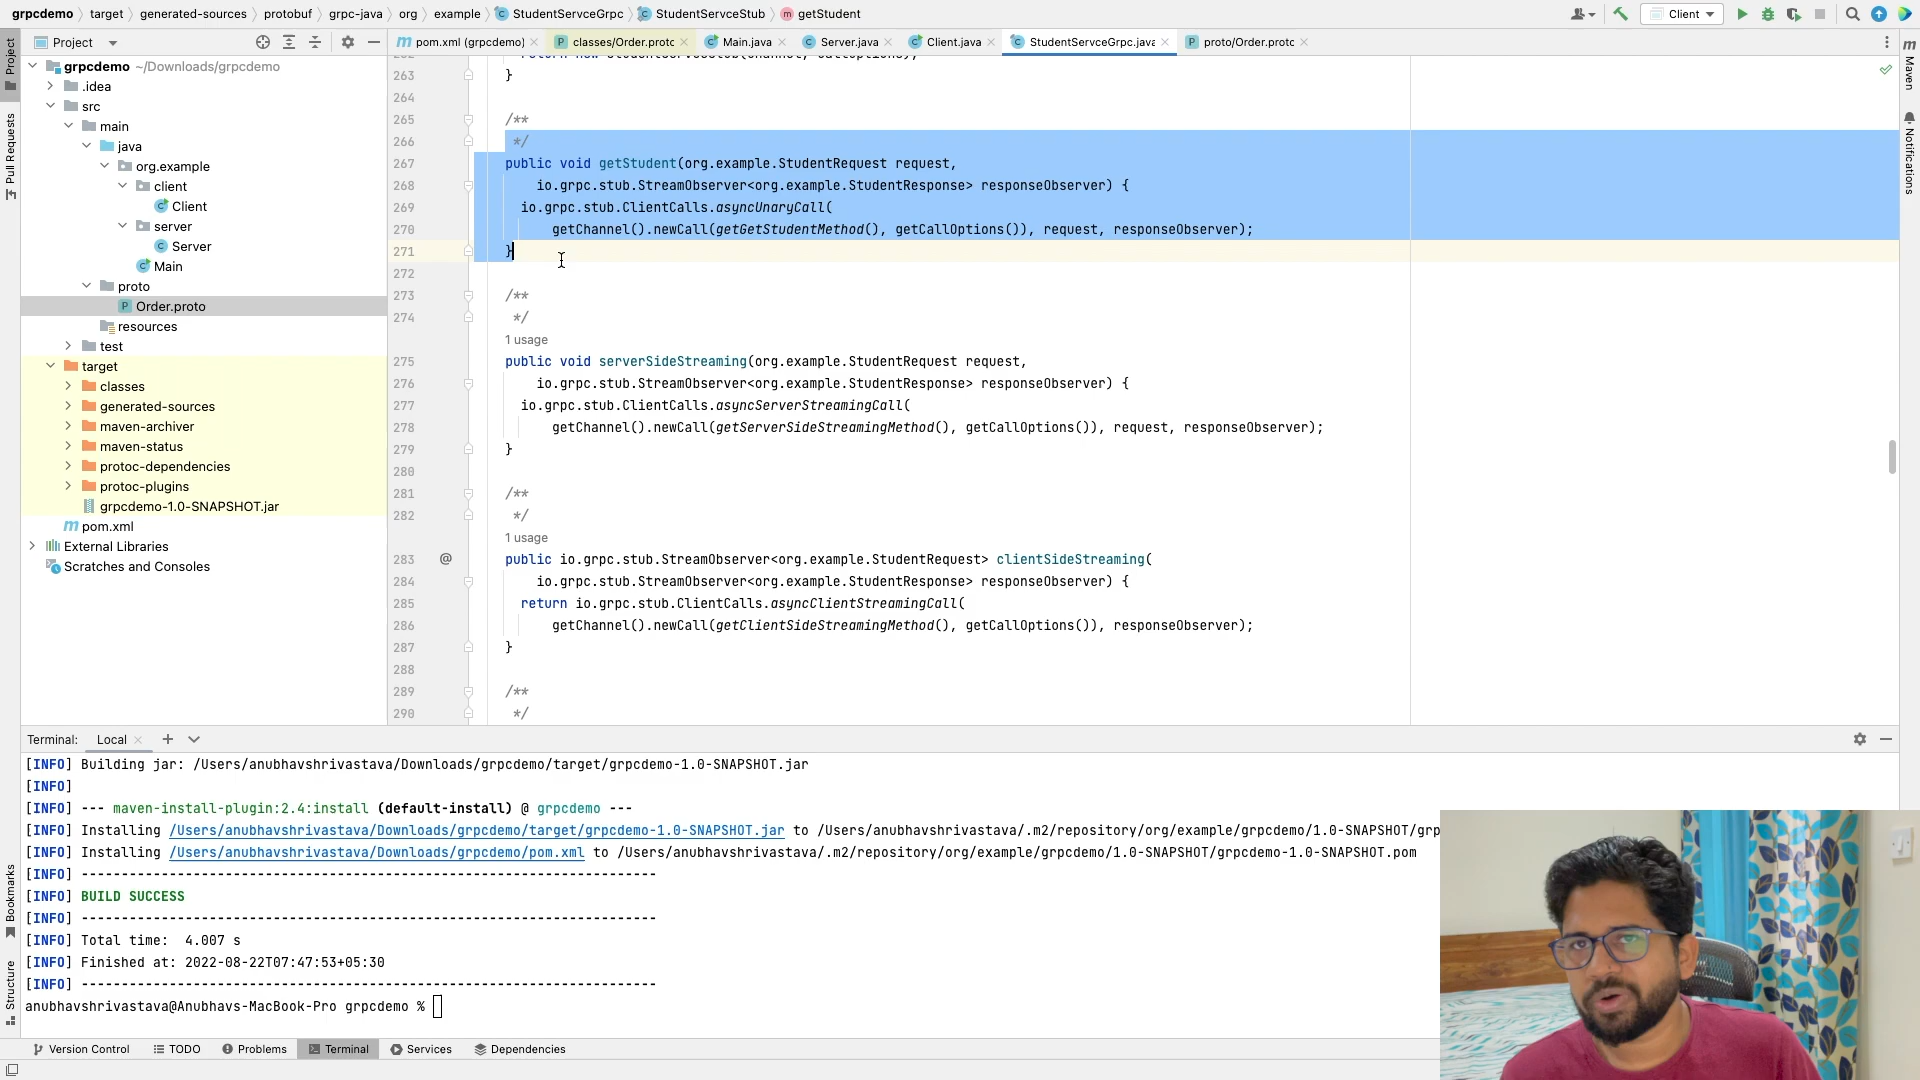 grpcdemo target generated-sources protobuf grpc-java org example StudentServceGrpc StudentServceStub getStudent
Client
Project
pom.xml (grpcdemo) classes/Order.proto Main.java Server.java Client.java StudentServceGrpc.java proto/Order.proto
Project
Pull Requests
Bookmarks
Structure
Maven
Notifications
grpcdemo ~/Downloads/grpcdemo
.idea
src
main
java
org.example
client
Client
server
Server
Main
proto
Order.proto
resources
test
target
classes
generated-sources
maven-archiver
maven-status
protoc-dependencies
protoc-plugins
grpcdemo-1.0-SNAPSHOT.jar
pom.xml
External Libraries
Scratches and Consoles
263 }
264
265 /**
266 */
267 public void getStudent(org.example.StudentRequest request,
268 io.grpc.stub.StreamObserver<org.example.StudentResponse> responseObserver) {
269 io.grpc.stub.ClientCalls.asyncUnaryCall(
270 getChannel().newCall(getGetStudentMethod(), getCallOptions()), request, responseObserver);
271 }
272
273 /**
274 */
1 usage
275 public void serverSideStreaming(org.example.StudentRequest request,
276 io.grpc.stub.StreamObserver<org.example.StudentResponse> responseObserver) {
277 io.grpc.stub.ClientCalls.asyncServerStreamingCall(
278 getChannel().newCall(getServerSideStreamingMethod(), getCallOptions()), request, responseObserver);
279 }
280
281 /**
282 */
1 usage
283 @ public io.grpc.stub.StreamObserver<org.example.StudentRequest> clientSideStreaming(
284 io.grpc.stub.StreamObserver<org.example.StudentResponse> responseObserver) {
285 return io.grpc.stub.ClientCalls.asyncClientStreamingCall(
286 getChannel().newCall(getClientSideStreamingMethod(), getCallOptions()), responseObserver);
287 }
288
289 /**
290 */
Terminal: Local
[INFO] Building jar: /Users/anubhavshrivastava/Downloads/grpcdemo/target/grpcdemo-1.0-SNAPSHOT.jar
[INFO]
[INFO] --- maven-install-plugin:2.4:install (default-install) @ grpcdemo ---
[INFO] Installing /Users/anubhavshrivastava/Downloads/grpcdemo/target/grpcdemo-1.0-SNAPSHOT.jar to /Users/anubhavshrivastava/.m2/repository/org/example/grpcdemo/1.0-SNAPSHOT/grp
[INFO] Installing /Users/anubhavshrivastava/Downloads/grpcdemo/pom.xml to /Users/anubhavshrivastava/.m2/repository/org/example/grpcdemo/1.0-SNAPSHOT/grpcdemo-1.0-SNAPSHOT.pom
[INFO] ------------------------------------------------------------------------
[INFO] BUILD SUCCESS
[INFO] ------------------------------------------------------------------------
[INFO] Total time: 4.007 s
[INFO] Finished at: 2022-08-22T07:47:53+05:30
[INFO] ------------------------------------------------------------------------
anubhavshrivastava@Anubhavs-MacBook-Pro grpcdemo %
Version Control TODO Problems Terminal Services Dependencies